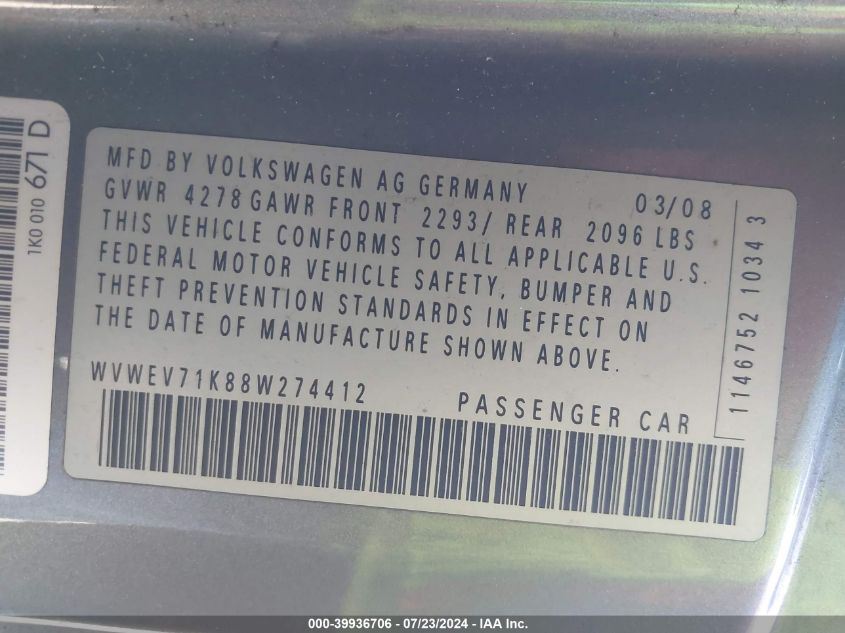 1K0 010 671 D
MFD BY VOLKSWAGEN AG GERMANY 03/08
GVWR 4278 GAWR FRONT 2293/ REAR 2096 LBS
THIS VEHICLE CONFORMS TO ALL APPLICABLE U.S.
FEDERAL MOTOR VEHICLE SAFETY, BUMPER AND
THEFT PREVENTION STANDARDS IN EFFECT ON
THE DATE OF MANUFACTURE SHOWN ABOVE.
WVWEV71K88W274412 PASSENGER CAR
1146752 1034 3
000-39936706 - 07/23/2024 - IAA Inc.